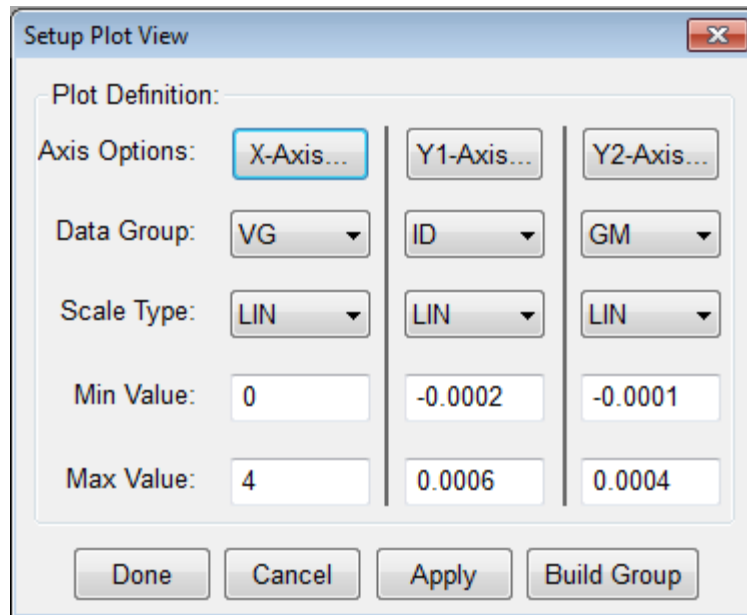 Setup Plot View
Plot Definition:
Axis Options: X-Axis... Y1-Axis... Y2-Axis...
Data Group: VG ID GM
Scale Type: LIN LIN LIN
Min Value: 0 -0.0002 -0.0001
Max Value: 4 0.0006 0.0004
Done Cancel Apply Build Group